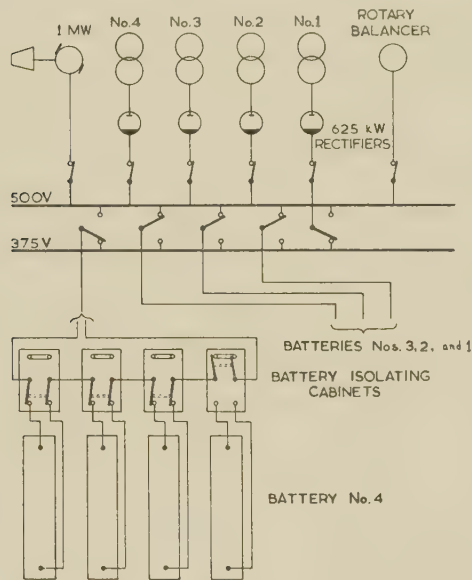 1 MW
No.4
No.3
No.2
No.1
ROTARY
BALANCER
625 kW
RECTIFIERS
500V
375V
BATTERIES Nos. 3, 2, and 1
BATTERY ISOLATING
CABINETS
BATTERY No. 4